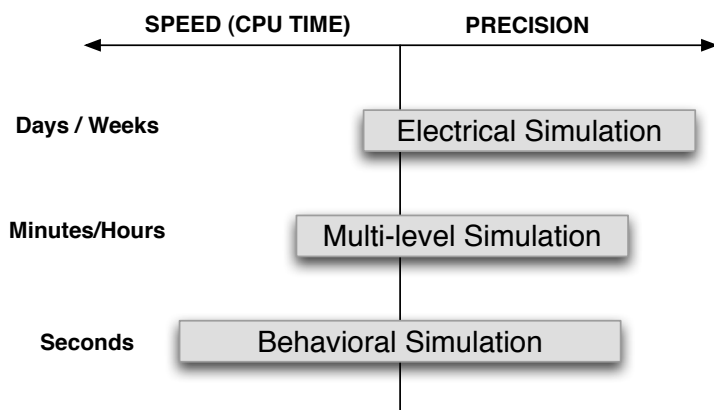 SPEED (CPU TIME)
PRECISION
Days / Weeks
Electrical Simulation
Minutes/Hours
Multi-level Simulation
Seconds
Behavioral Simulation